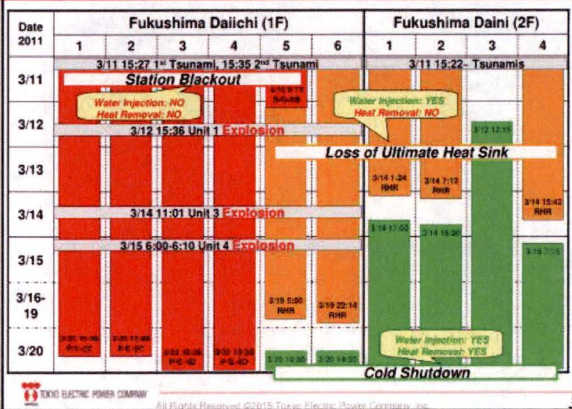 Date
2011
Fukushima Daiichi (1F)
Fukushima Daini (2F)
1 2 3 4 5 6 1 2 3 4
3/11 15:27 1st Tsunami, 15:35 2nd Tsunami
3/11 15:22~ Tsunamis
3/11
Station Blackout
Water Injection: NO
Heat Removal: NO
Water Injection: YES
Heat Removal: NO
3/12
3/12 15:36 Unit 1 Explosion
3/12 12:15
Loss of Ultimate Heat Sink
3/13
3/14 1:24
RHR
3/14 7:13
RHR
3/14 15:42
RHR
3/14
3/14 11:01 Unit 3 Explosion
3/14 17:00
3/15
3/15 6:00-6:10 Unit 4 Explosion
3/16-
19
3/19 5:00
RHR
3/19 22:14
RHR
3/20
3/20 14:30
Water Injection: YES
Heat Removal: YES
Cold Shutdown
TOKYO ELECTRIC POWER COMPANY
All Rights Reserved ©2015 Tokyo Electric Power Company, Inc.